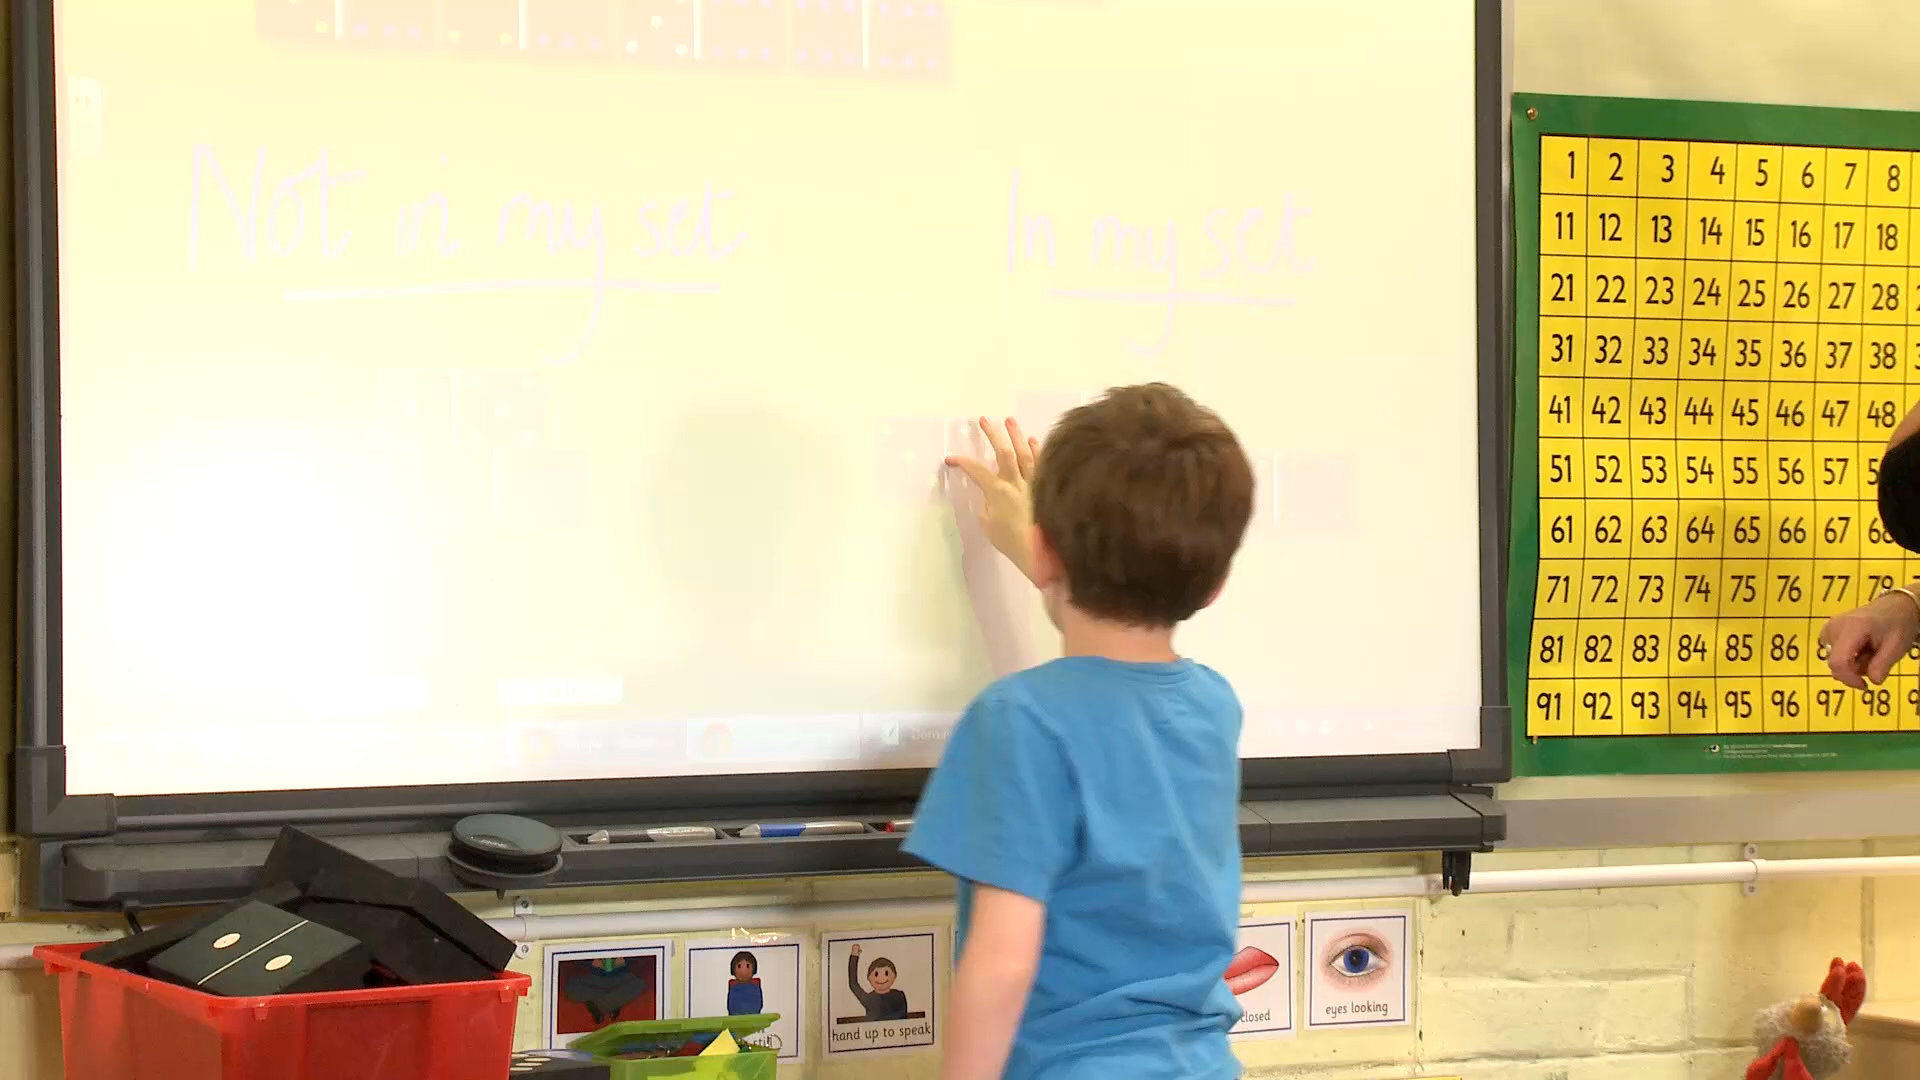 Not in my set
In my set
1 2 3 4 5 6 7 8
11 12 13 14 15 16 17 18
21 22 23 24 25 26 27 28
31 32 33 34 35 36 37 38
41 42 43 44 45 46 47 48
51 52 53 54 55 56 57
61 62 63 64 65 66 67
71 72 73 74 75 76 77 78
81 82 83 84 85 86
91 92 93 94 95 96 97 98
hand up to speak
closed
eyes looking